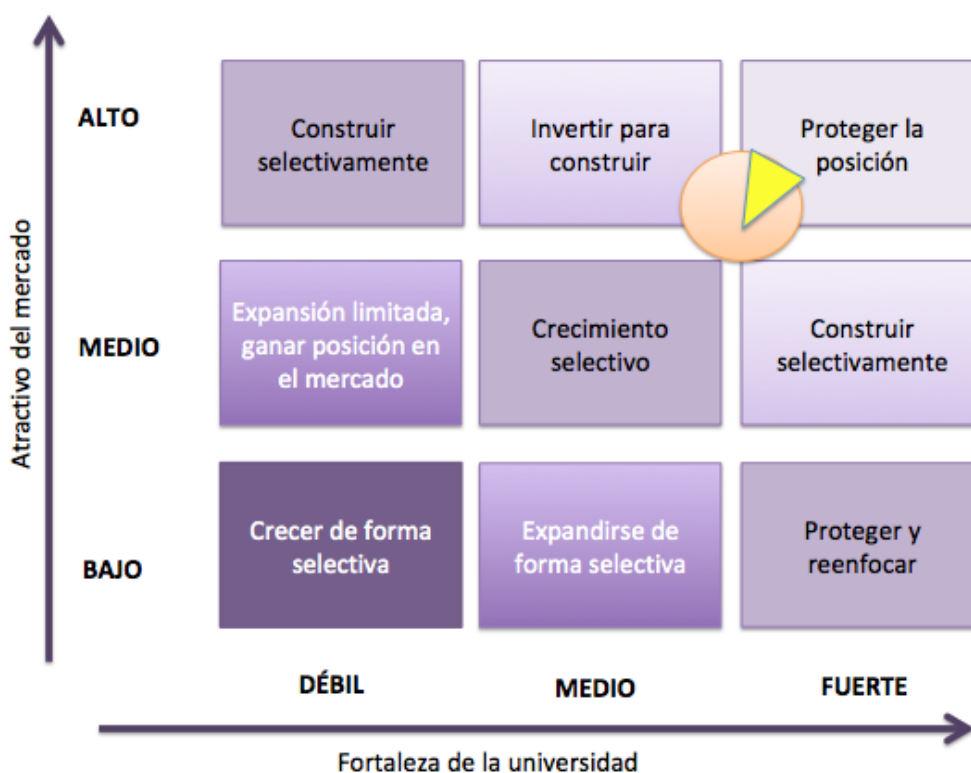 ALTO
Construir
selectivamente
Invertir para
construir
Proteger la
posición
Atractivo del mercado
MEDIO
Expansión limitada,
ganar posición en
el mercado
Crecimiento
selectivo
Construir
selectivamente
BAJO
Crecer de forma
selectiva
Expandirse de
forma selectiva
Proteger y
reenfocar
DÉBIL
MEDIO
FUERTE
Fortaleza de la universidad